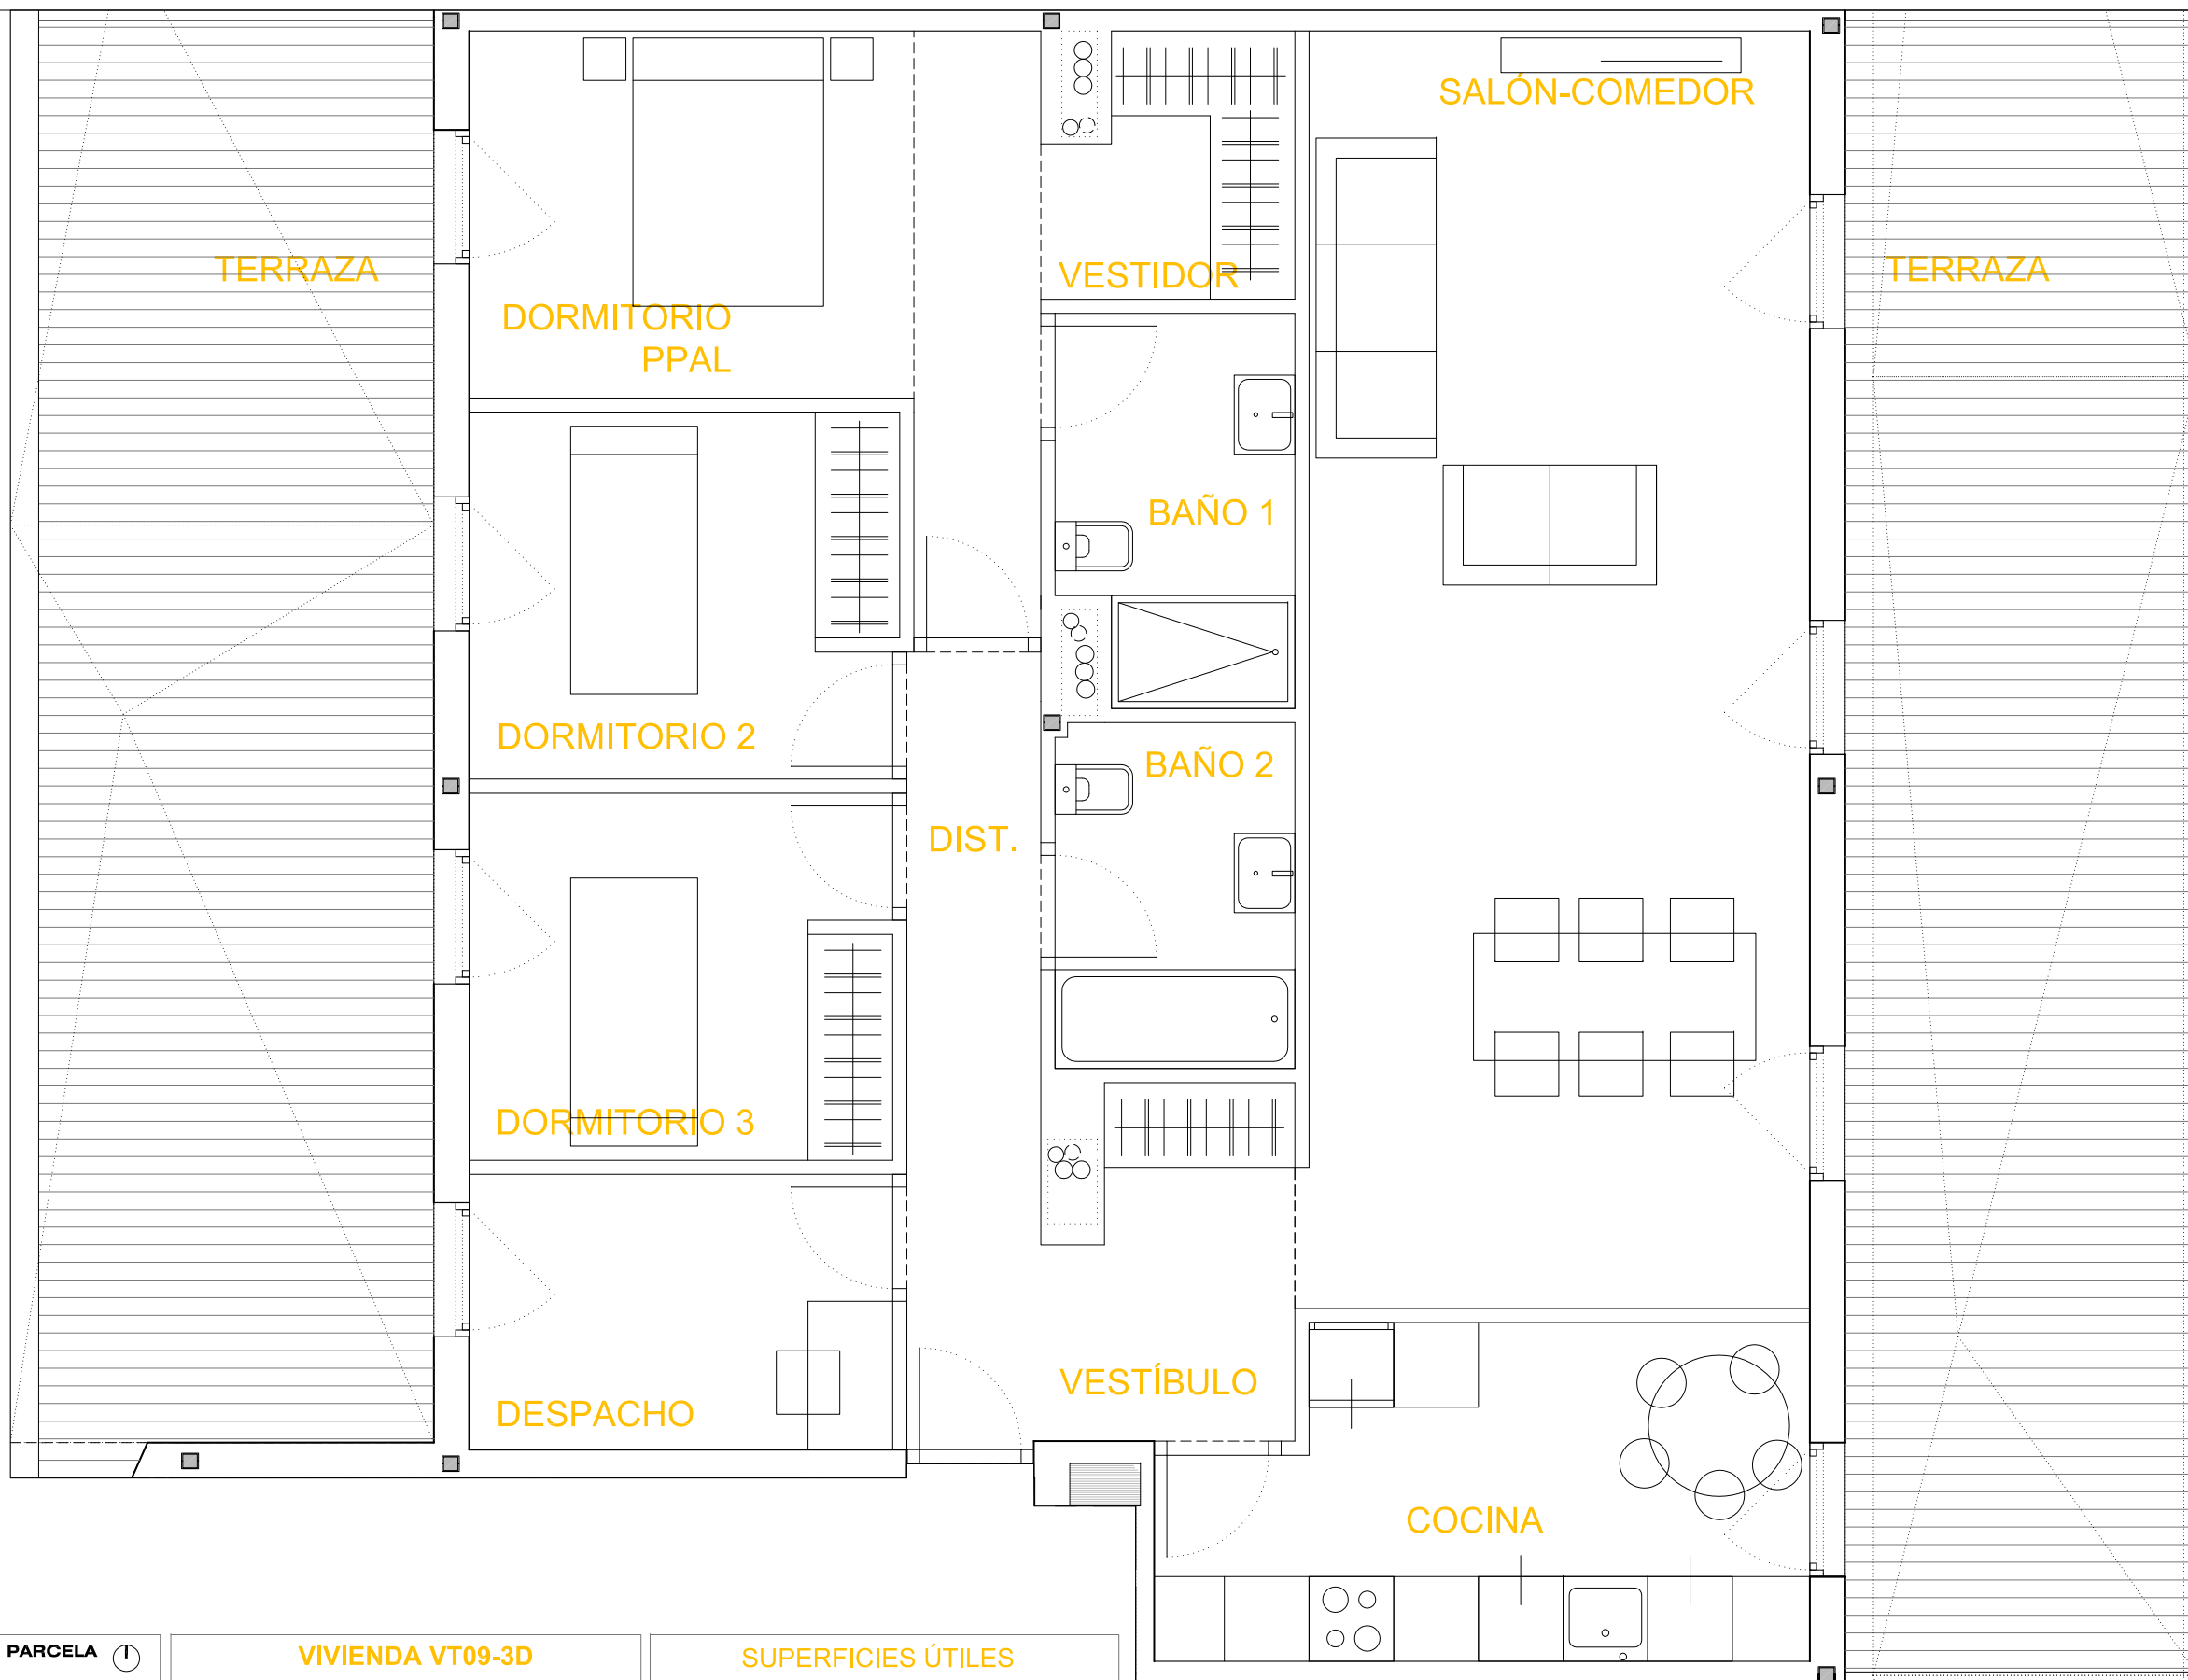 SALÓN-COMEDOR
TERRAZA
VESTIDOR
TERRAZA
DORMITORIO
PPAL
BAÑO 1
DORMITORIO 2
BAÑO 2
DIST.
DORMITORIO 3
VESTÍBULO
DESPACHO
COCINA
PARCELA
VIVIENDA VT09-3D
SUPERFICIES ÚTILES